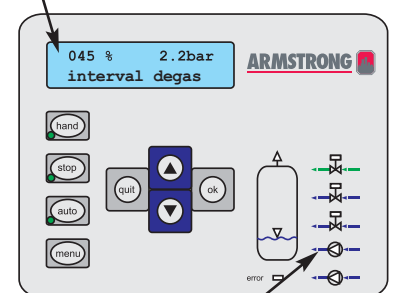 045 % 2.2bar
interval degas
ARMSTRONG
hand
stop
auto
menu
quit
ok
error